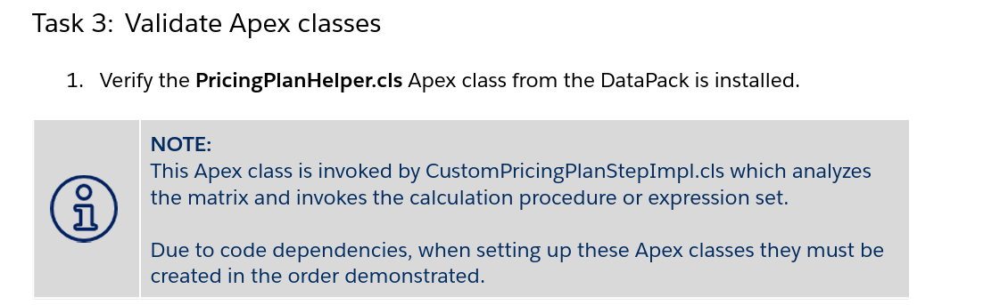 Task 3: Validate Apex classes
1. Verify the PricingPlanHelper.cls Apex class from the DataPack is installed.
NOTE:
This Apex class is invoked by CustomPricingPlanStepImpl.cls which analyzes
the matrix and invokes the calculation procedure or expression set.
Due to code dependencies, when setting up these Apex classes they must be
created in the order demonstrated.